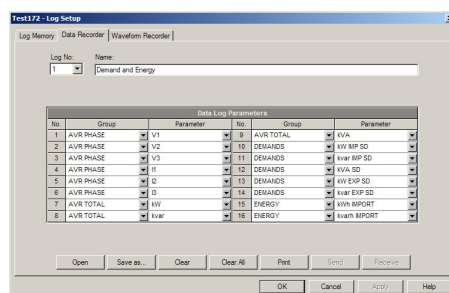 Test172 - Log Setup
Log Memory Data Recorder Waveform Recorder
Log No: Name:
1 Demand and Energy
Data Log Parameters
No. Group Parameter No. Group Parameter
1 AVR PHASE V1 9 AVR TOTAL kVA
2 AVR PHASE V2 10 DEMANDS kW IMP SD
3 AVR PHASE V3 11 DEMANDS kvar IMP SD
4 AVR PHASE I1 12 DEMANDS kVA SD
5 AVR PHASE I2 13 DEMANDS kW EXP SD
6 AVR PHASE I3 14 DEMANDS kvar EXP SD
7 AVR TOTAL kW 15 ENERGY kWh IMPORT
8 AVR TOTAL kvar 16 ENERGY kvarh IMPORT
Open Save as... Clear Clear All Print Send Receive
OK Cancel Apply Help